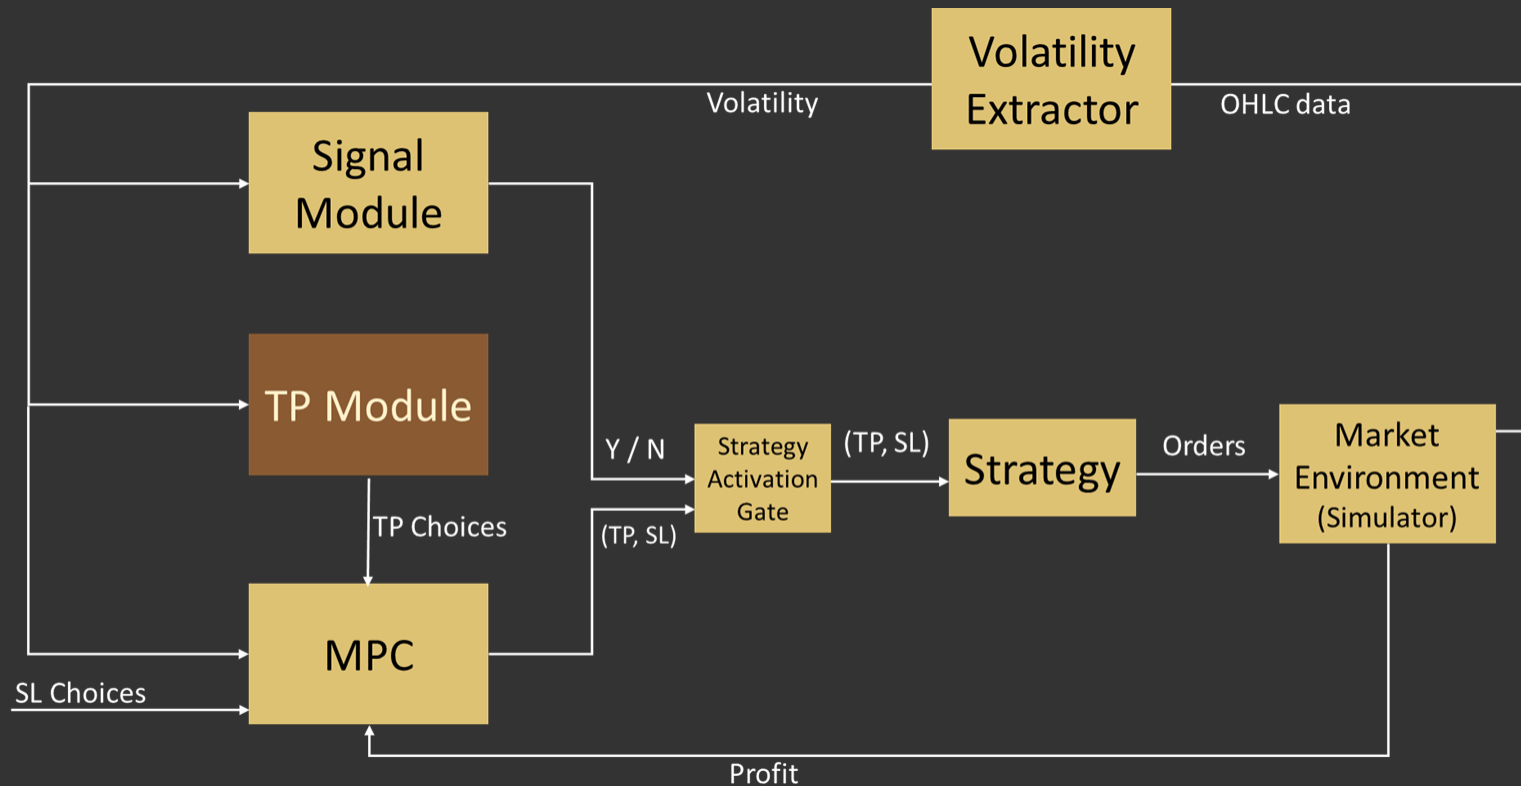 Volatility
Extractor
Volatility
OHLC data
Signal
Module
TP Module
Y / N
Strategy
Activation
Gate
(TP, SL)
Strategy
Orders
Market
Environment
(Simulator)
TP Choices
(TP, SL)
MPC
SL Choices
Profit